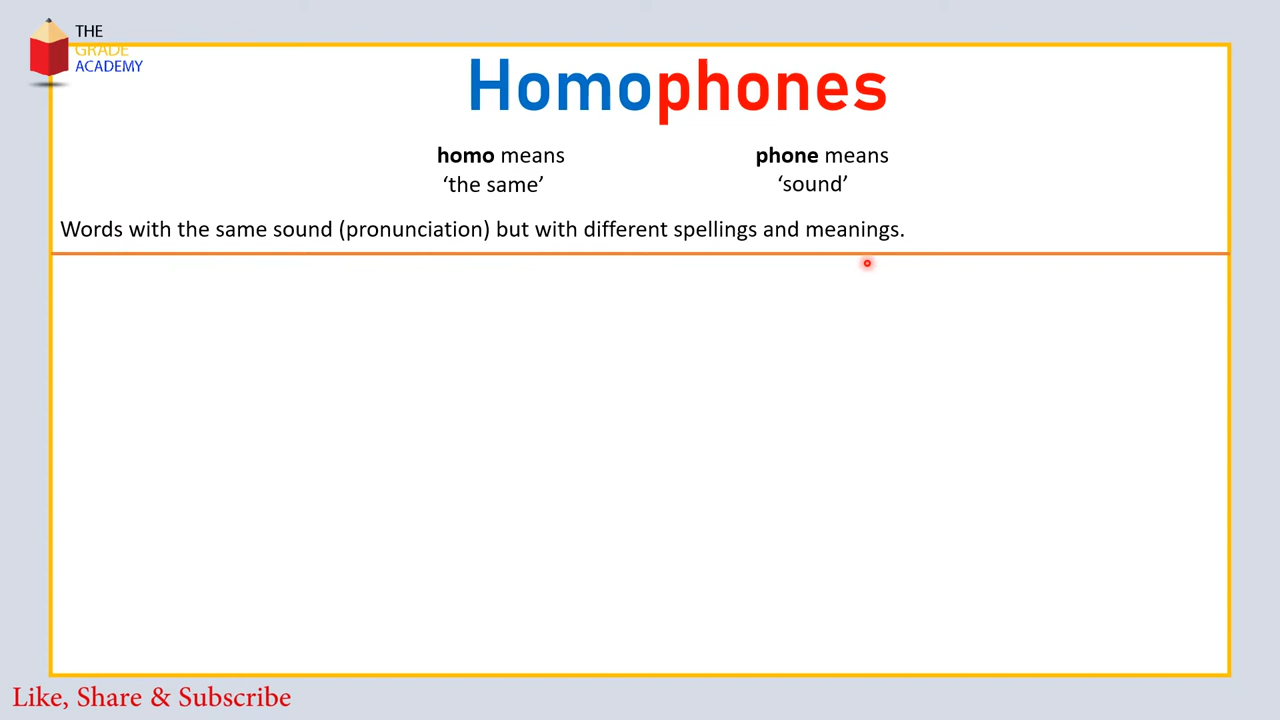 THE
GRADE
ACADEMY
Homophones
homo means
‘the same’
phone means
‘sound’
Words with the same sound (pronunciation) but with different spellings and meanings.
Like, Share & Subscribe